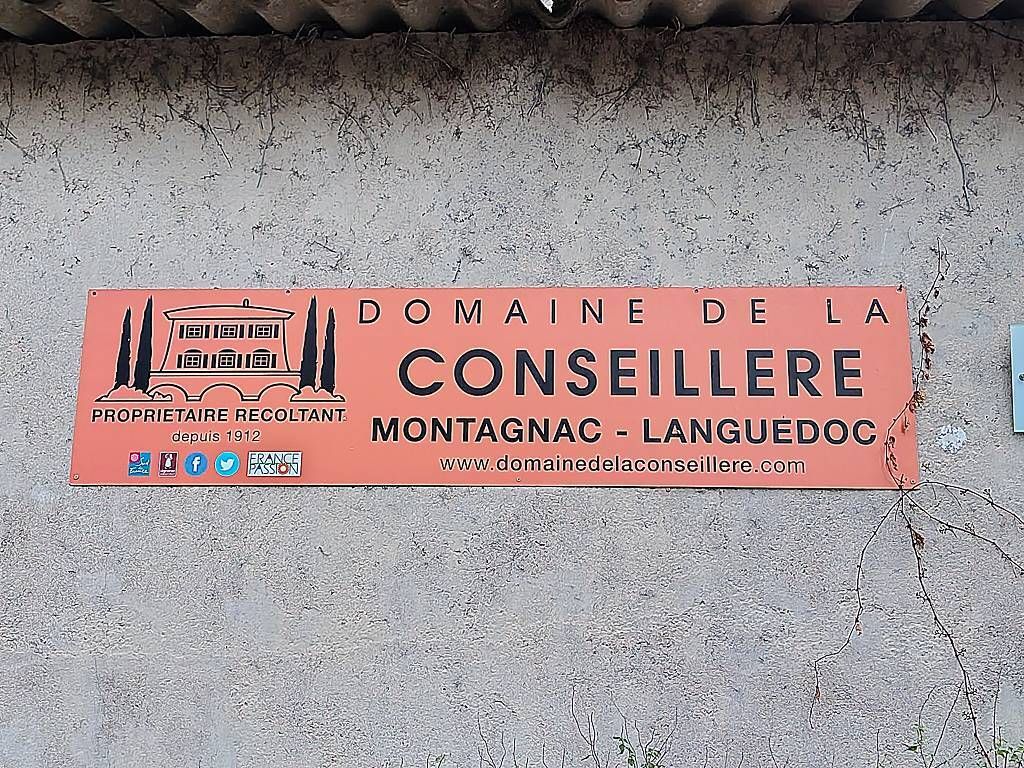 DOMAINE DE LA
CONSEILLERE
MONTAGNAC - LANGUEDOC
www.domainedelaconseillere.com
PROPRIETAIRE RECOLTANT
depuis 1912
FRANCE
PASSION